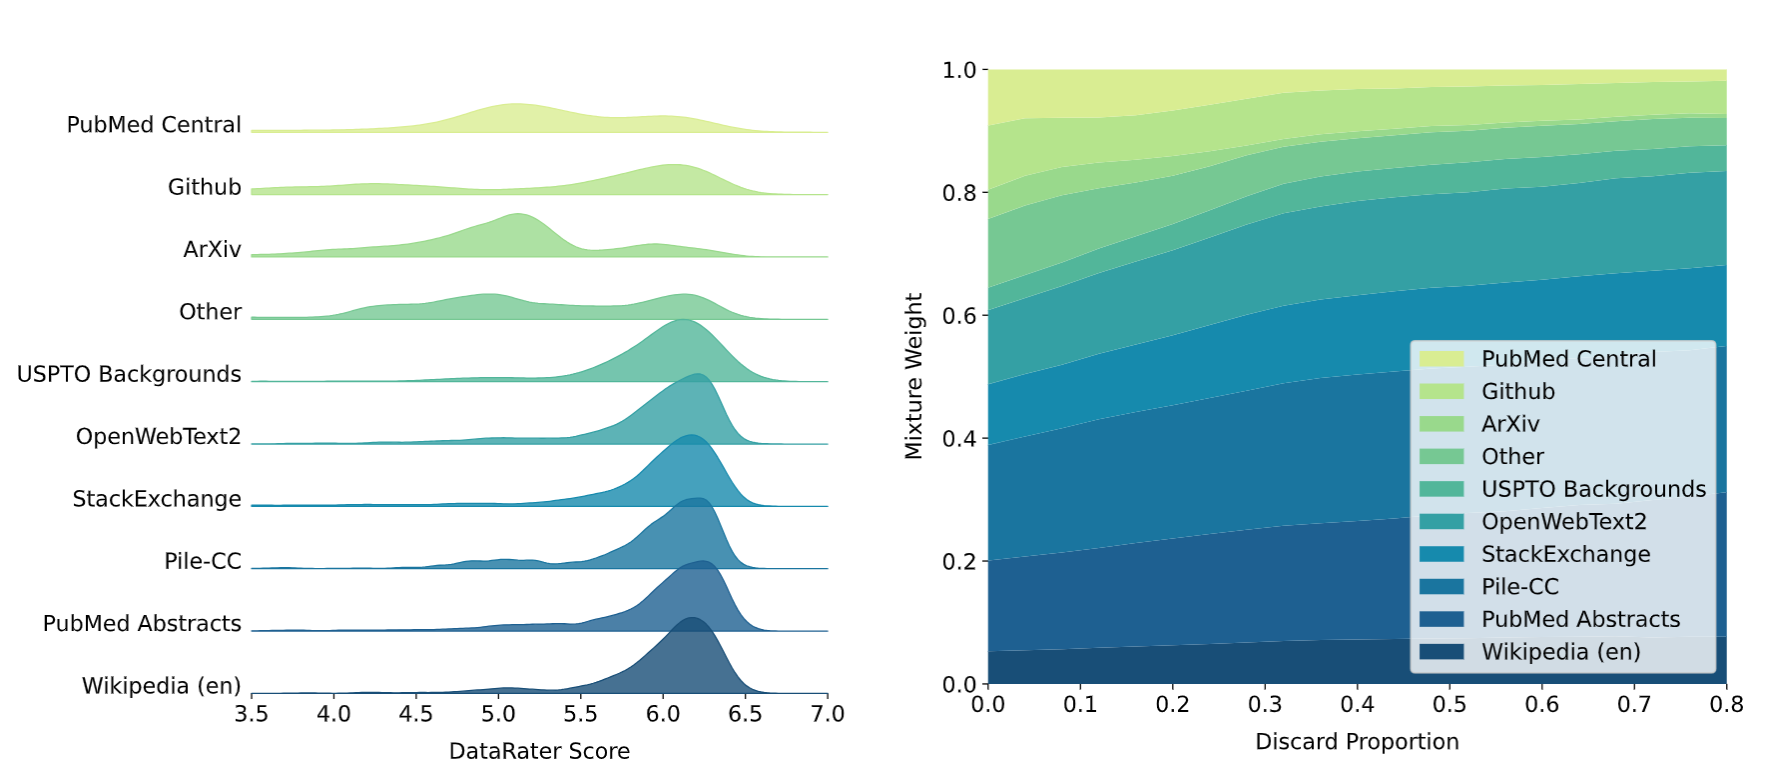 PubMed Central
Github
ArXiv
Other
USPTO Backgrounds
OpenWebText2
StackExchange
Pile-CC
PubMed Abstracts
Wikipedia (en)
3.5 4.0 4.5 5.0 5.5 6.0 6.5 7.0
DataRater Score
Mixture Weight
1.0
0.8
0.6
0.4
0.2
0.0
PubMed Central
Github
ArXiv
Other
USPTO Backgrounds
OpenWebText2
StackExchange
Pile-CC
PubMed Abstracts
Wikipedia (en)
0.0 0.1 0.2 0.3 0.4 0.5 0.6 0.7 0.8
Discard Proportion